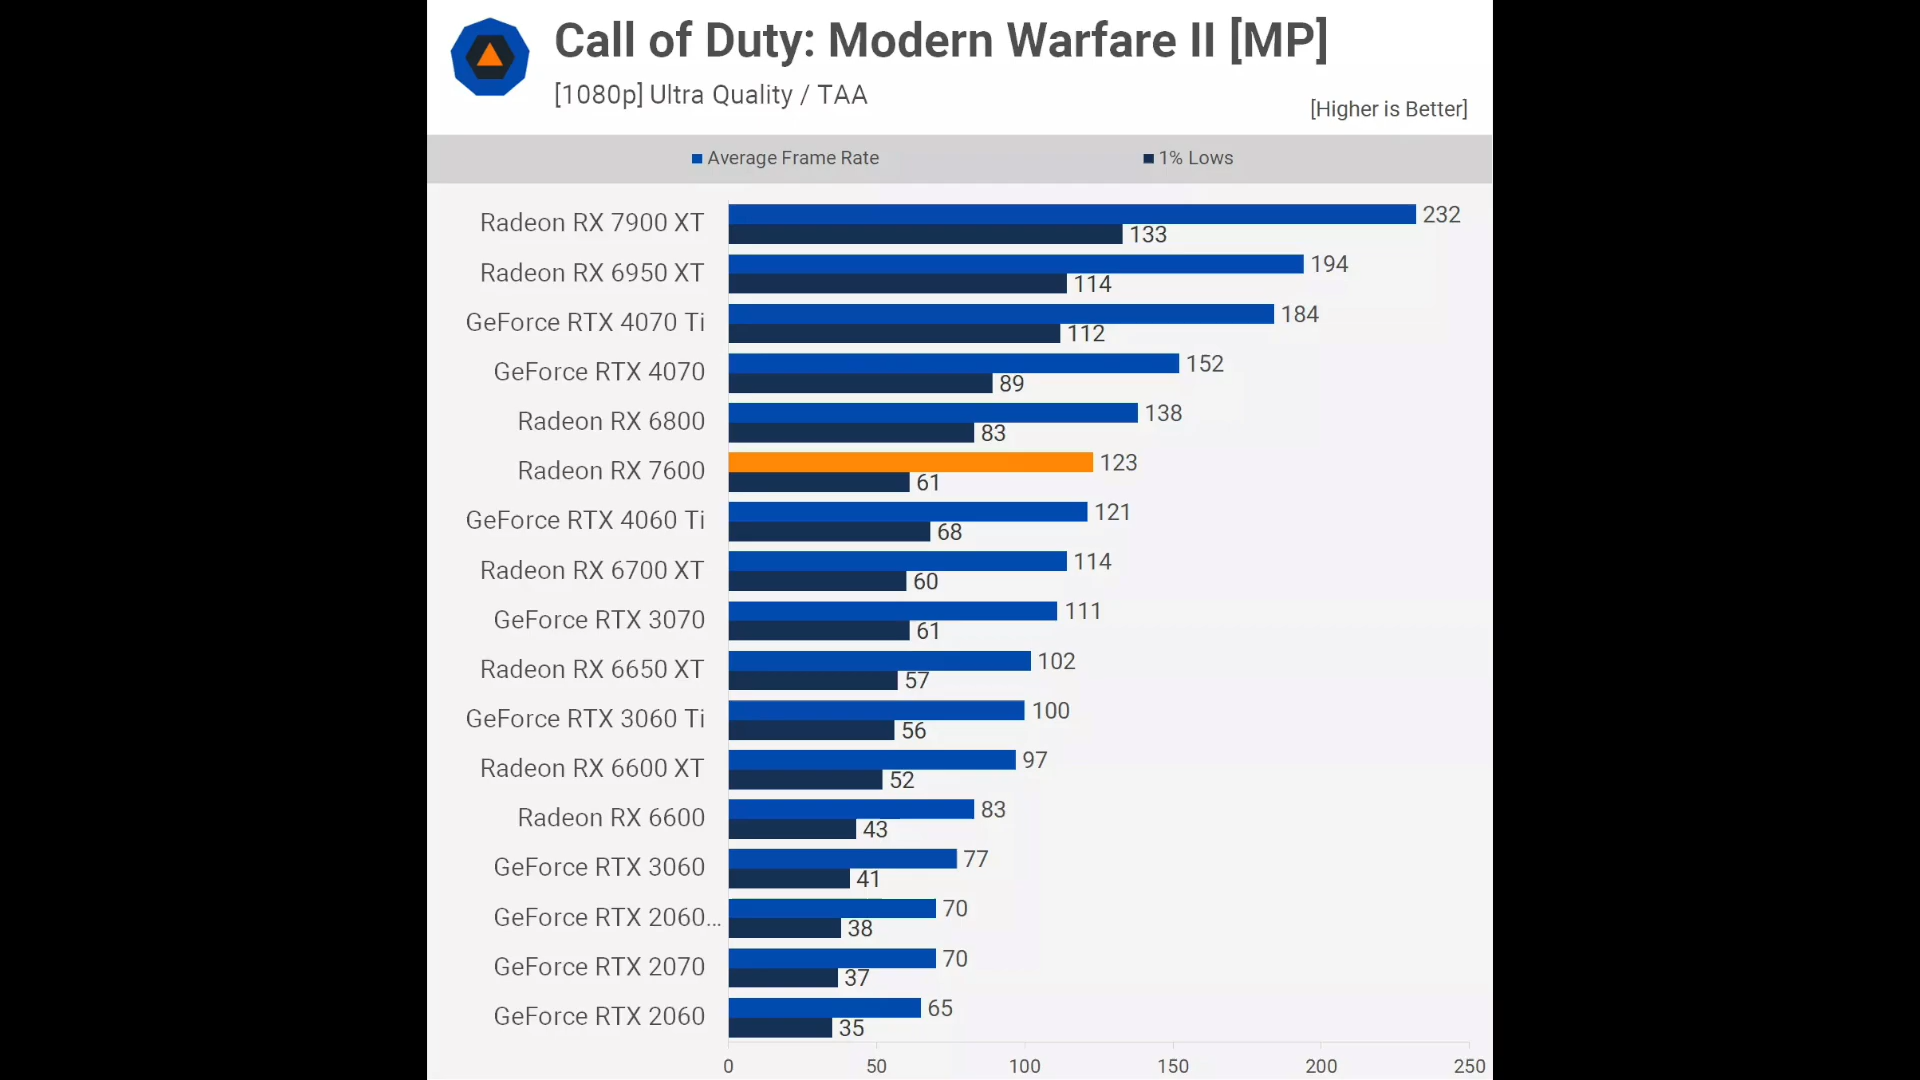 Call of Duty: Modern Warfare II [MP]
[1080p] Ultra Quality / TAA
[Higher is Better]
Average Frame Rate 1% Lows
Radeon RX 7900 XT 232
133
Radeon RX 6950 XT 194
114
GeForce RTX 4070 Ti 184
112
GeForce RTX 4070 152
89
Radeon RX 6800 138
83
Radeon RX 7600 123
61
GeForce RTX 4060 Ti 121
68
Radeon RX 6700 XT 114
60
GeForce RTX 3070 111
61
Radeon RX 6650 XT 102
57
GeForce RTX 3060 Ti 100
56
Radeon RX 6600 XT 97
52
Radeon RX 6600 83
43
GeForce RTX 3060 77
41
GeForce RTX 2060... 70
38
GeForce RTX 2070 70
37
GeForce RTX 2060 65
35
0 50 100 150 200 250